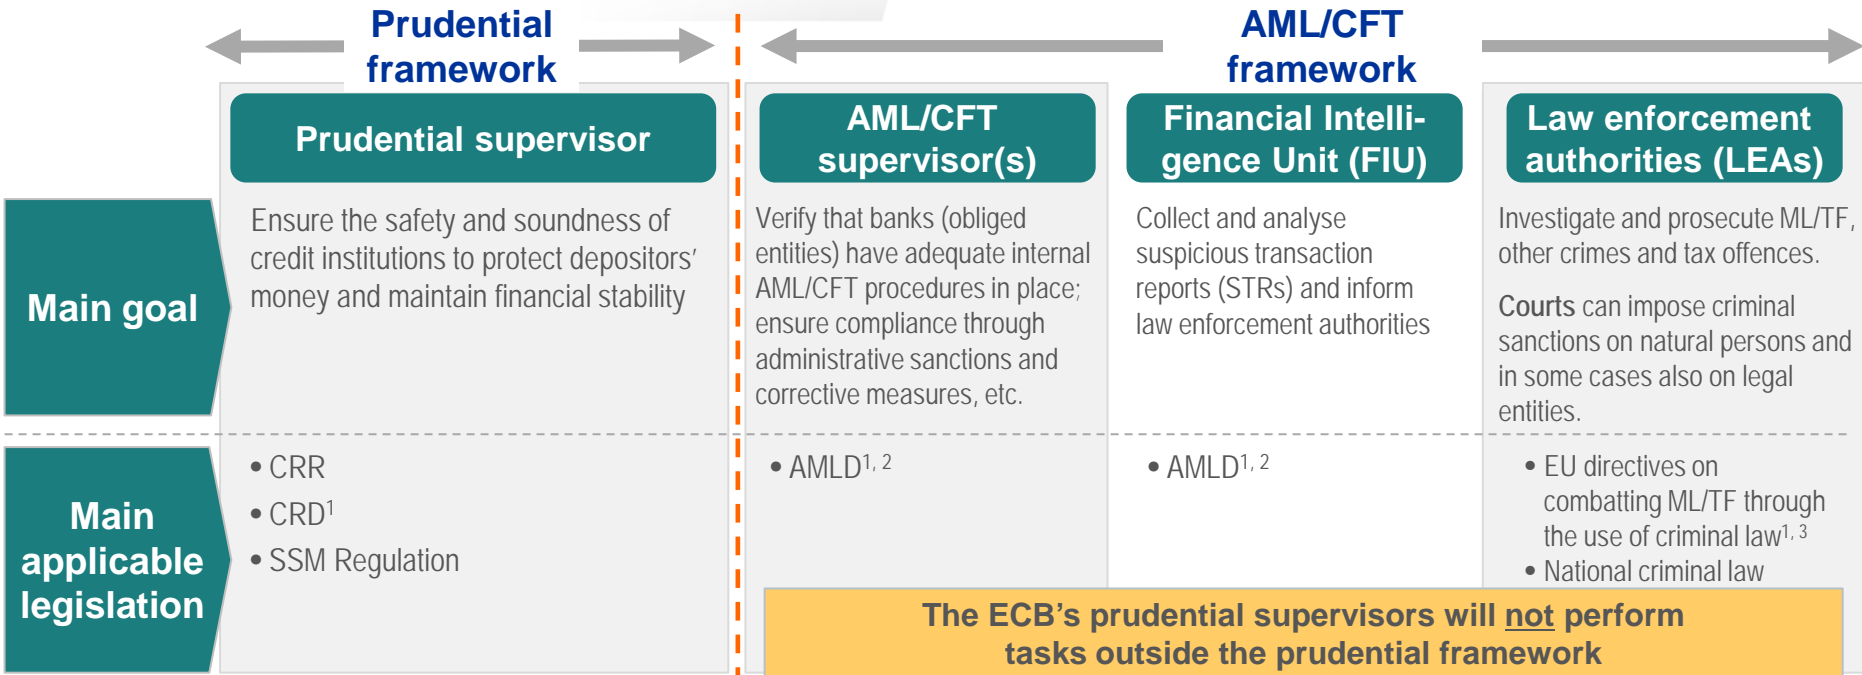 Prudential
framework
AML/CFT
framework
Prudential supervisor
AML/CFT
supervisor(s)
Financial Intelli-
gence Unit (FIU)
Law enforcement
authorities (LEAs)
Main goal
Ensure the safety and soundness of
credit institutions to protect depositors'
money and maintain financial stability
Verify that banks (obliged
entities) have adequate internal
AML/CFT procedures in place;
ensure compliance through
administrative sanctions and
corrective measures, etc.
Collect and analyse
suspicious transaction
reports (STRs) and inform
law enforcement authorities
Investigate and prosecute ML/TF,
other crimes and tax offences.
Courts can impose criminal
sanctions on natural persons and
in some cases also on legal
entities.
Main
applicable
legislation
• CRR
• CRD¹
• SSM Regulation
• AMLD¹˒ ²
• AMLD¹˒ ²
• EU directives on
combatting ML/TF through
the use of criminal law¹˒ ³
• National criminal law
The ECB's prudential supervisors will not perform
tasks outside the prudential framework